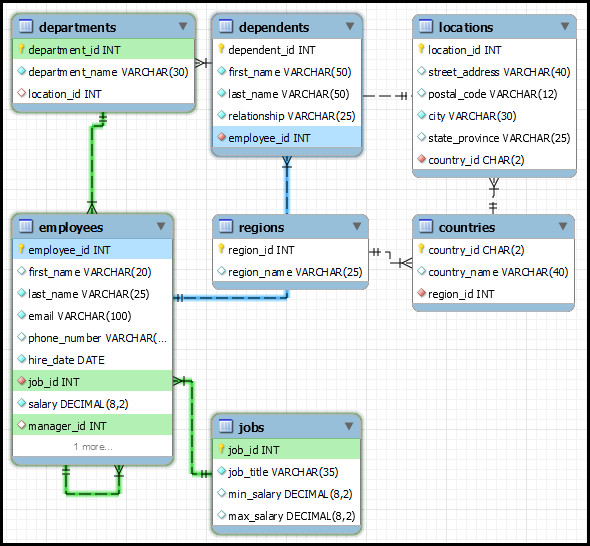 departments
department_id INT
department_name VARCHAR(30)
location_id INT
dependents
dependent_id INT
first_name VARCHAR(50)
last_name VARCHAR(50)
relationship VARCHAR(25)
employee_id INT
locations
location_id INT
street_address VARCHAR(40)
postal_code VARCHAR(12)
city VARCHAR(30)
state_province VARCHAR(25)
country_id CHAR(2)
employees
employee_id INT
first_name VARCHAR(20)
last_name VARCHAR(25)
email VARCHAR(100)
phone_number VARCHAR(...
hire_date DATE
job_id INT
salary DECIMAL(8,2)
manager_id INT
1 more...
regions
region_id INT
region_name VARCHAR(25)
countries
country_id CHAR(2)
country_name VARCHAR(40)
region_id INT
jobs
job_id INT
job_title VARCHAR(35)
min_salary DECIMAL(8,2)
max_salary DECIMAL(8,2)